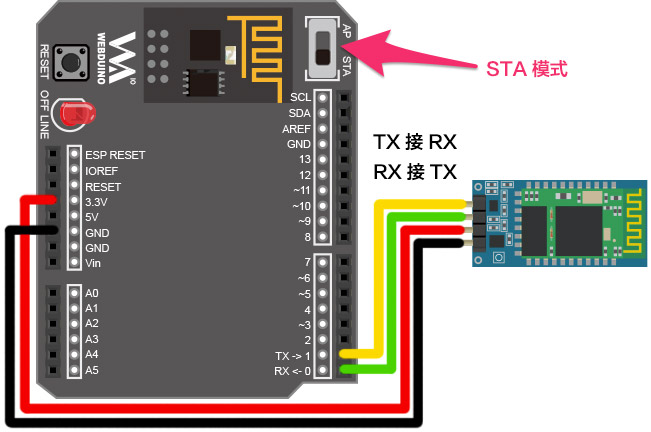 RESET
WEBDUINO
IO
AP
STA
STA 模式
OFF LINE
SCL
SDA
AREF
GND
13
12
~11
~10
~9
8
ESP RESET
IOREF
RESET
3.3V
5V
GND
GND
Vin
TX 接 RX
RX 接 TX
7
~6
~5
4
~3
2
TX -> 1
RX <- 0
A0
A1
A2
A3
A4
A5